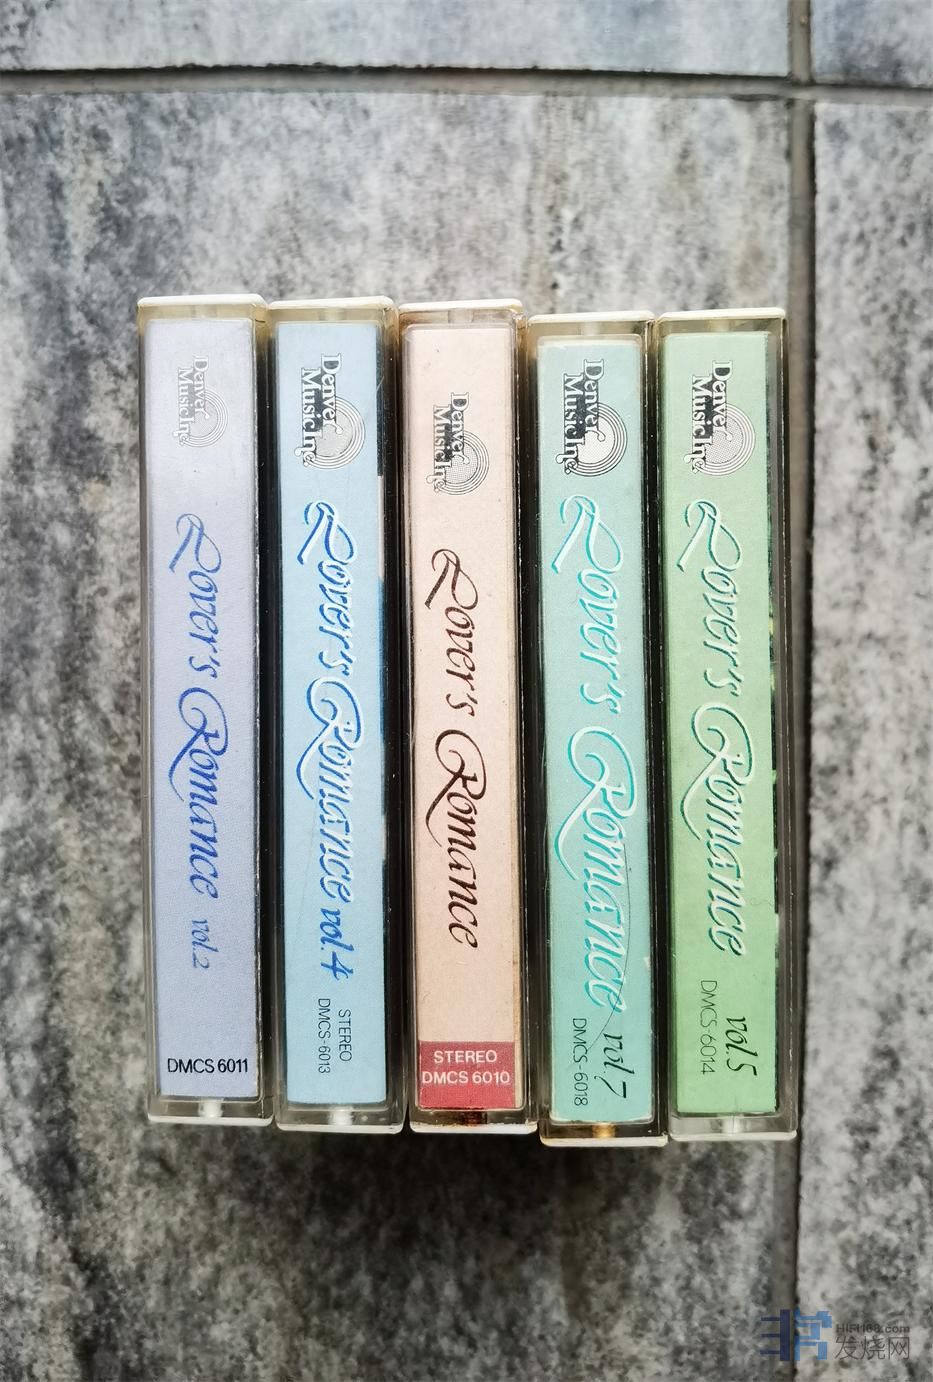 Denver
Music Inc.
Lover's Romance vol.2
DMCS 6011
Denver
Music Inc.
Lover's Romance vol.4
STEREO
DMCS-6013
Denver
Music Inc.
Lover's Romance
STEREO
DMCS 6010
Denver
Music Inc.
Lover's Romance vol.7
DMCS-6018
Denver
Music Inc.
Lover's Romance vol.5
DMCS-6014
HIFI168.com
发烧网